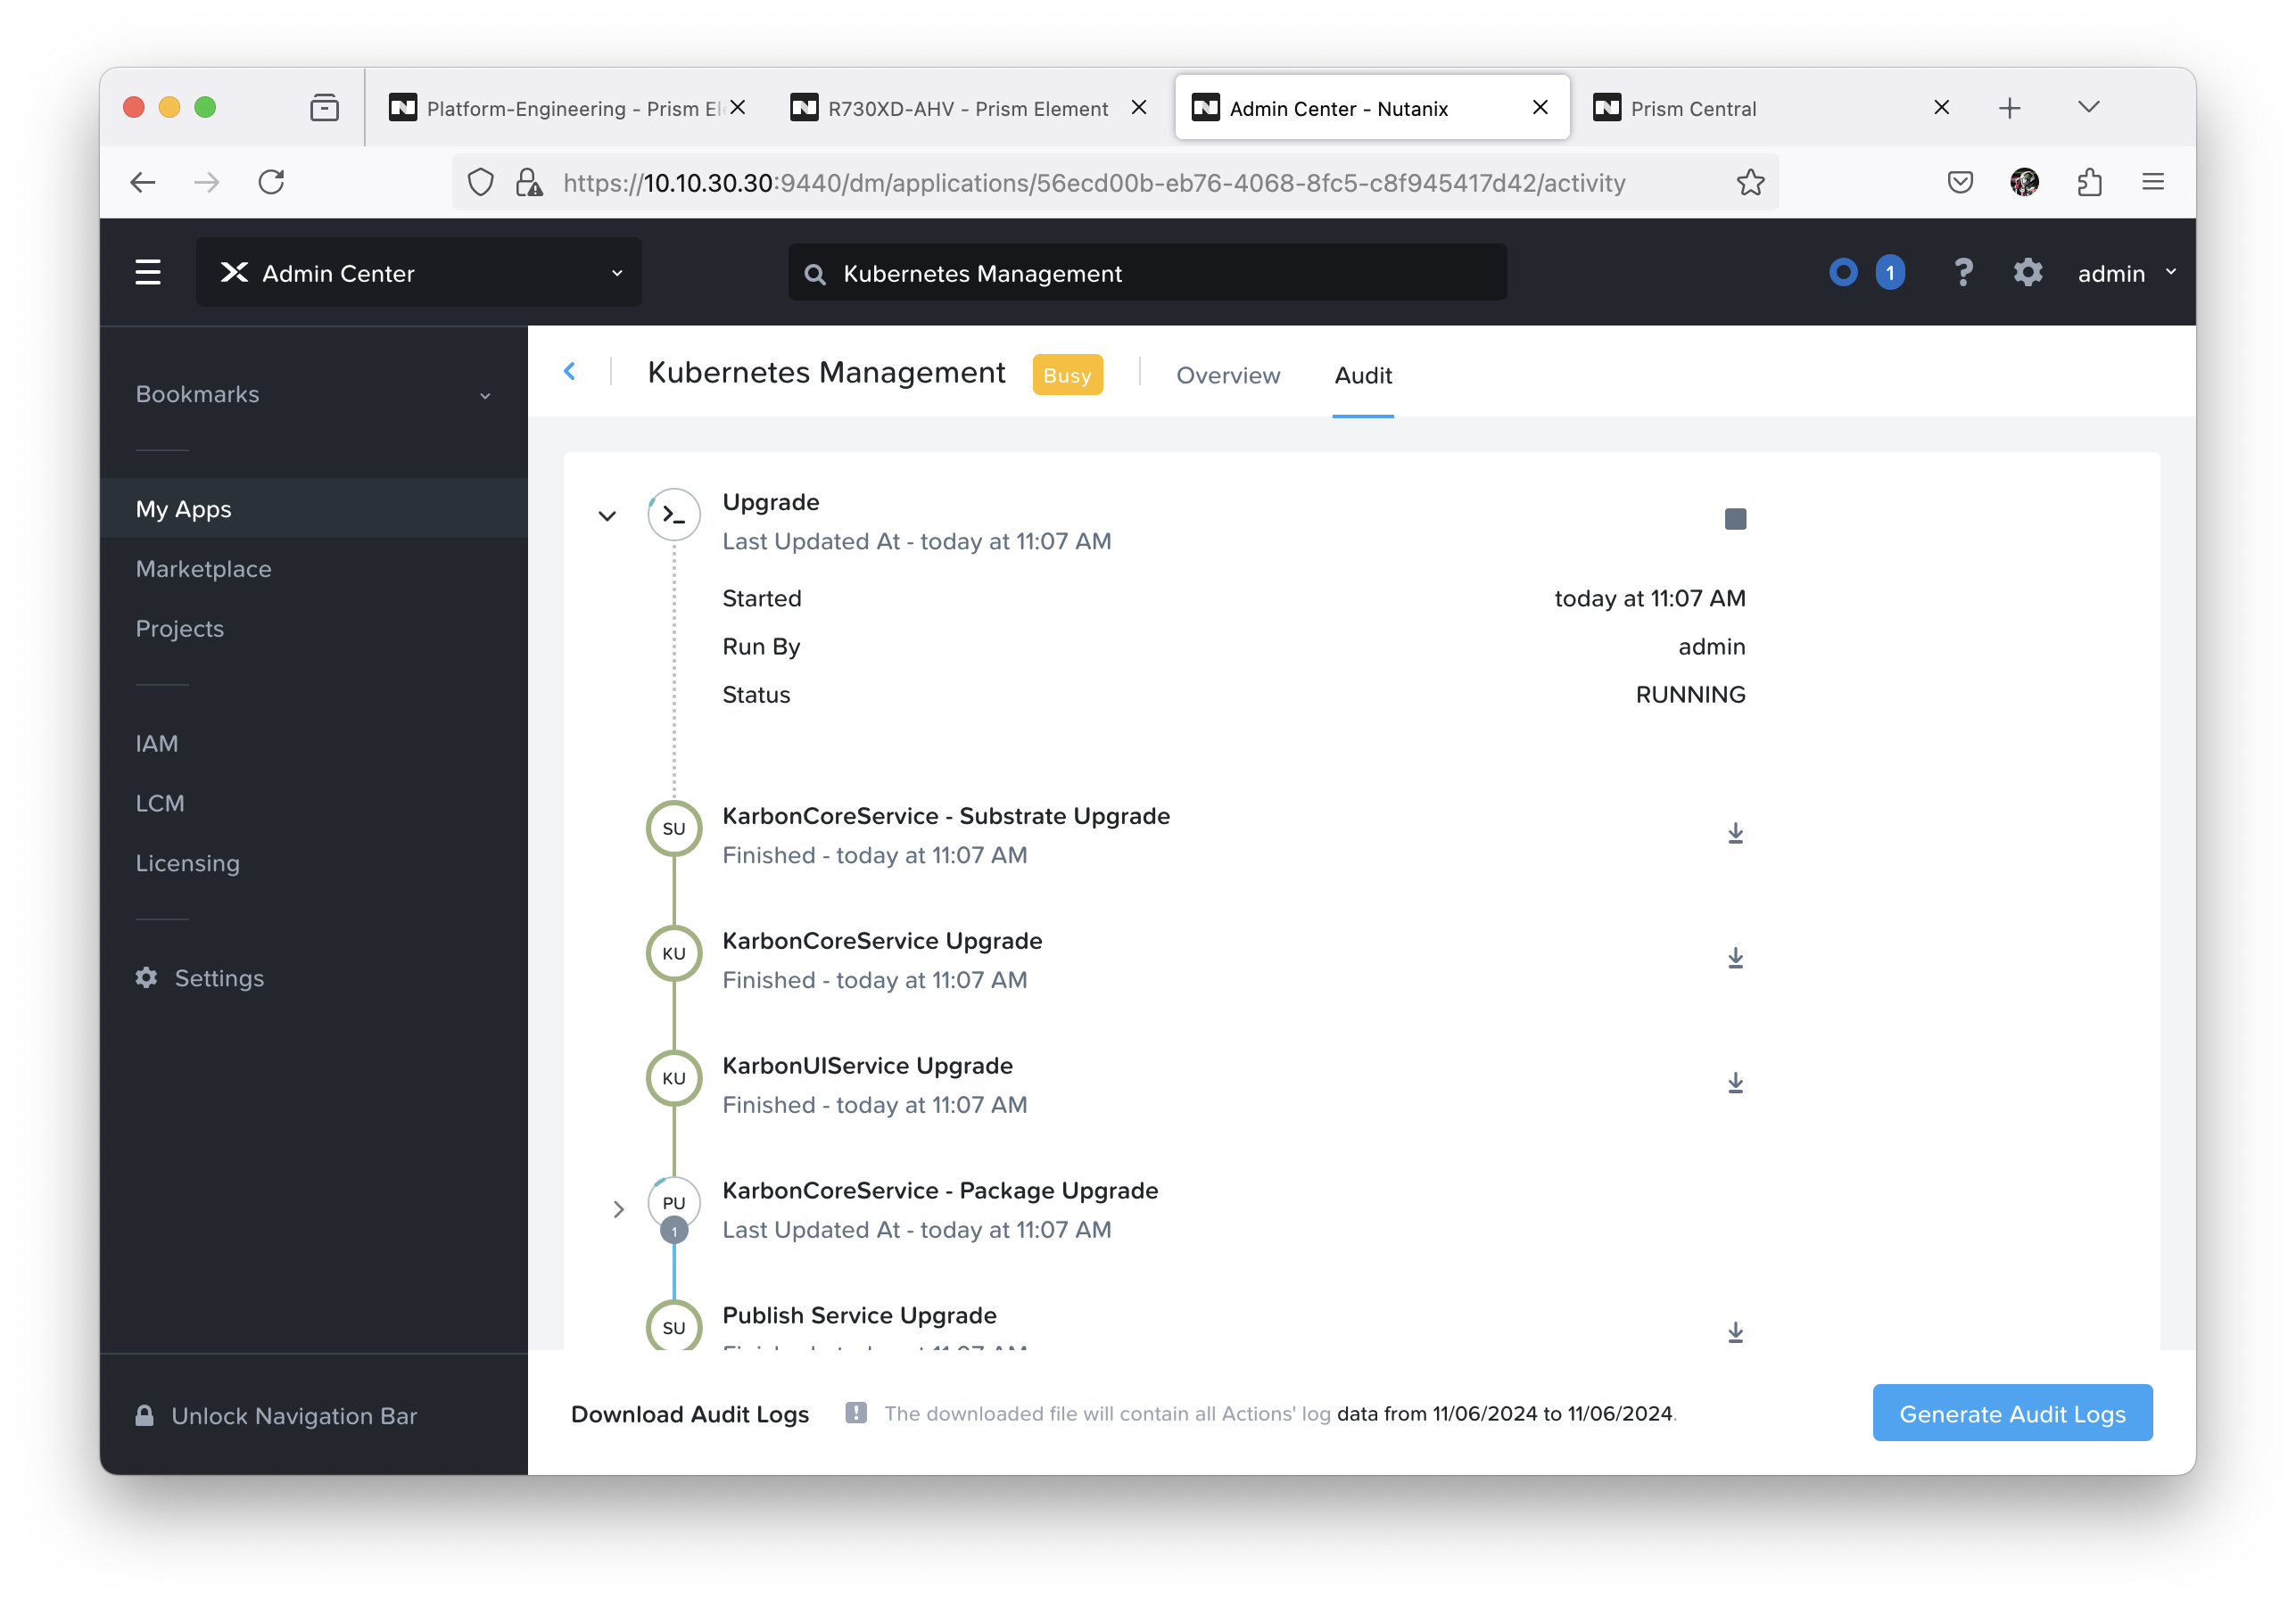 Platform-Engineering - Prism El
R730XD-AHV - Prism Element
Admin Center - Nutanix
Prism Central
https://10.10.30.30:9440/dm/applications/56ecd00b-eb76-4068-8fc5-c8f945417d42/activity
Admin Center
Kubernetes Management
1
?
admin
Bookmarks
My Apps
Marketplace
Projects
IAM
LCM
Licensing
Settings
Unlock Navigation Bar
Kubernetes Management
Busy
Overview
Audit
Upgrade
Last Updated At - today at 11:07 AM
Started today at 11:07 AM
Run By admin
Status RUNNING
SU
KarbonCoreService - Substrate Upgrade
Finished - today at 11:07 AM
KU
KarbonCoreService Upgrade
Finished - today at 11:07 AM
KU
KarbonUIService Upgrade
Finished - today at 11:07 AM
PU
1
KarbonCoreService - Package Upgrade
Last Updated At - today at 11:07 AM
SU
Publish Service Upgrade
Download Audit Logs
The downloaded file will contain all Actions' log data from 11/06/2024 to 11/06/2024.
Generate Audit Logs